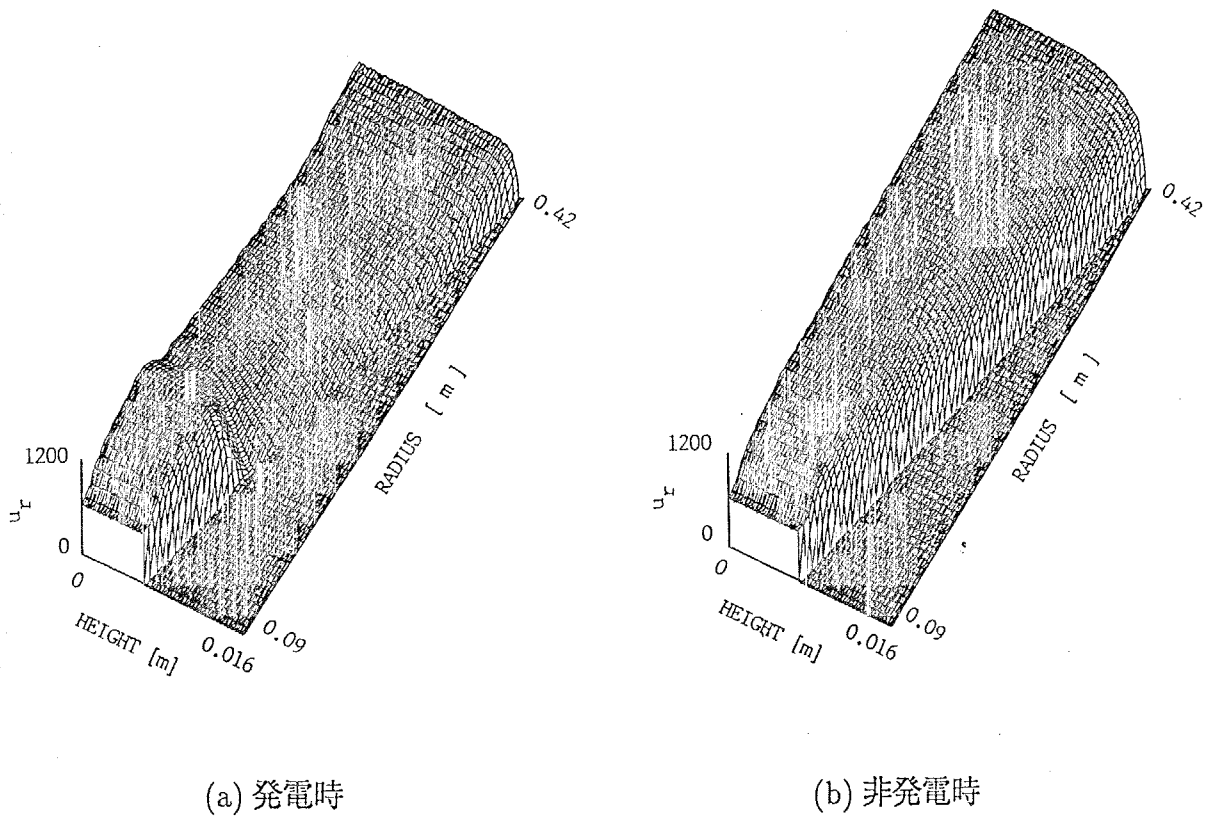 1200
u_r
0
0
HEIGHT [m]
0.016
0.09
RADIUS [ m ]
0.42
(a) 発電時
1200
u_r
0
0
HEIGHT [m]
0.016
0.09
RADIUS [ m ]
0.42
(b) 非発電時